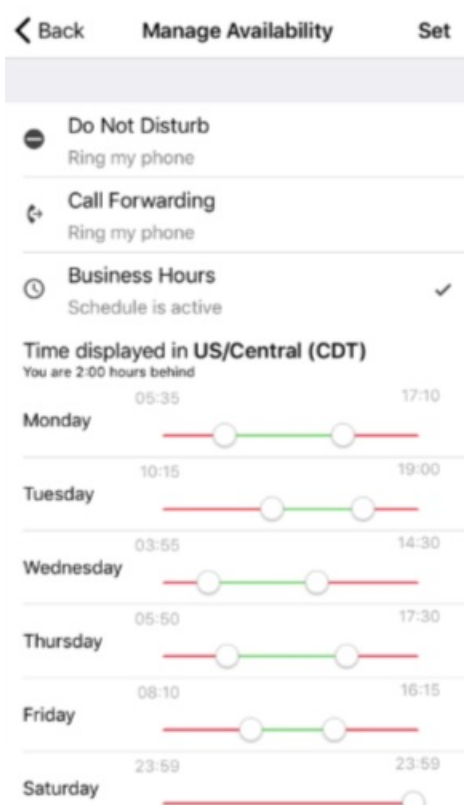 Back Manage Availability Set
Do Not Disturb
Ring my phone
Call Forwarding
Ring my phone
Business Hours
Schedule is active
Time displayed in US/Central (CDT)
You are 2:00 hours behind
05:35 17:10
Monday
10:15 19:00
Tuesday
03:55 14:30
Wednesday
05:50 17:30
Thursday
08:10 16:15
Friday
23:59 23:59
Saturday